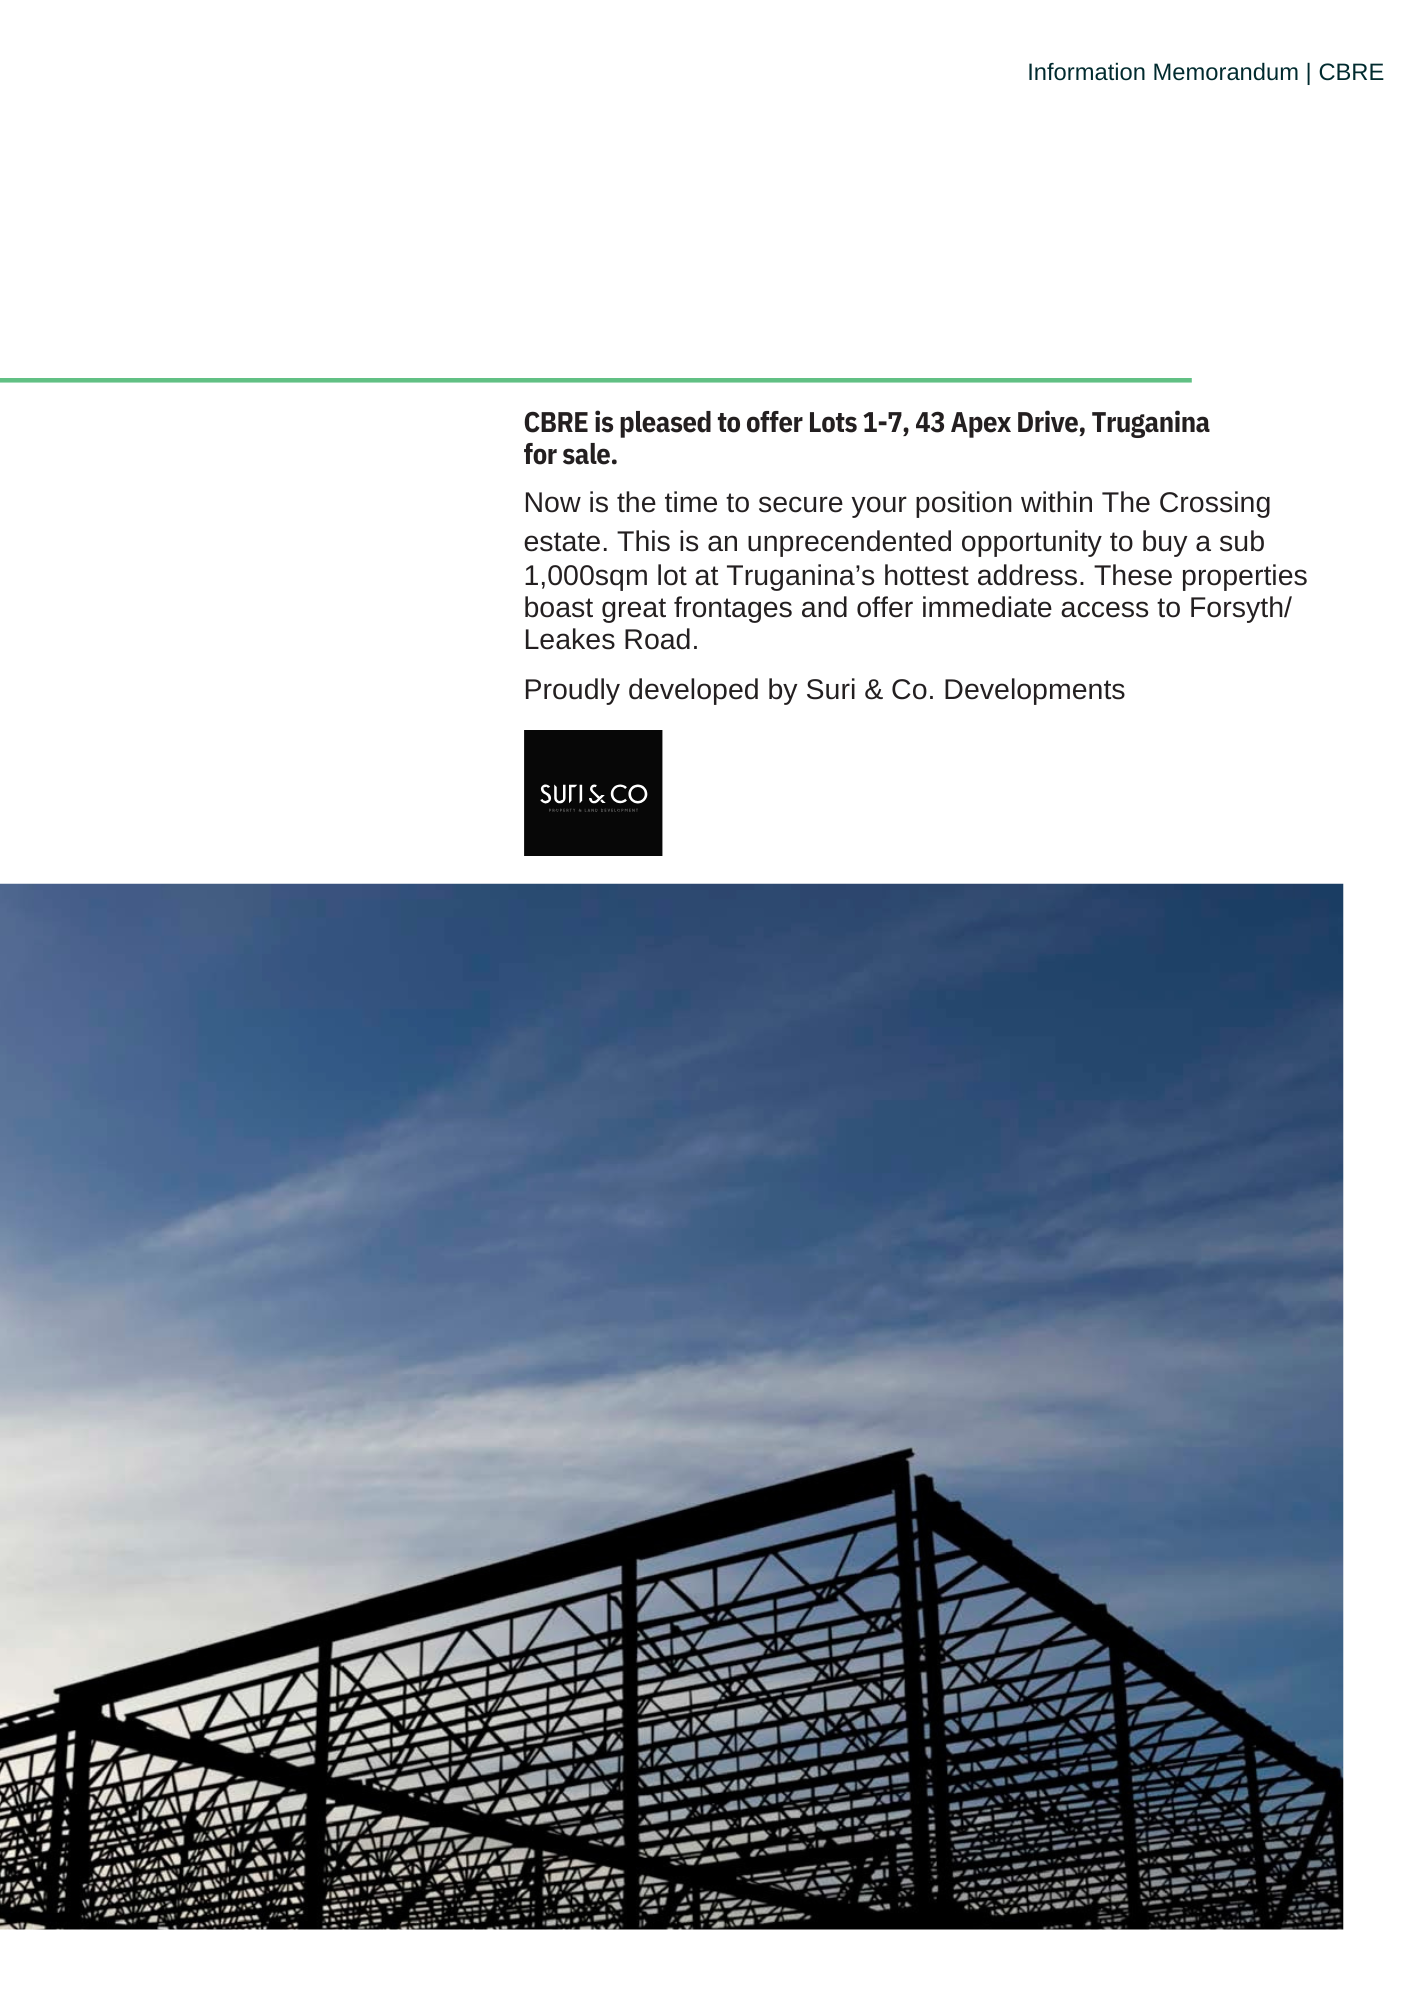 Information Memorandum | CBRE
CBRE is pleased to offer Lots 1-7, 43 Apex Drive, Truganina
for sale.
Now is the time to secure your position within The Crossing
estate. This is an unprecendented opportunity to buy a sub
1,000sqm lot at Truganina’s hottest address. These properties
boast great frontages and offer immediate access to Forsyth/
Leakes Road.
Proudly developed by Suri & Co. Developments
SURI & CO
PROPERTY & LAND DEVELOPMENT